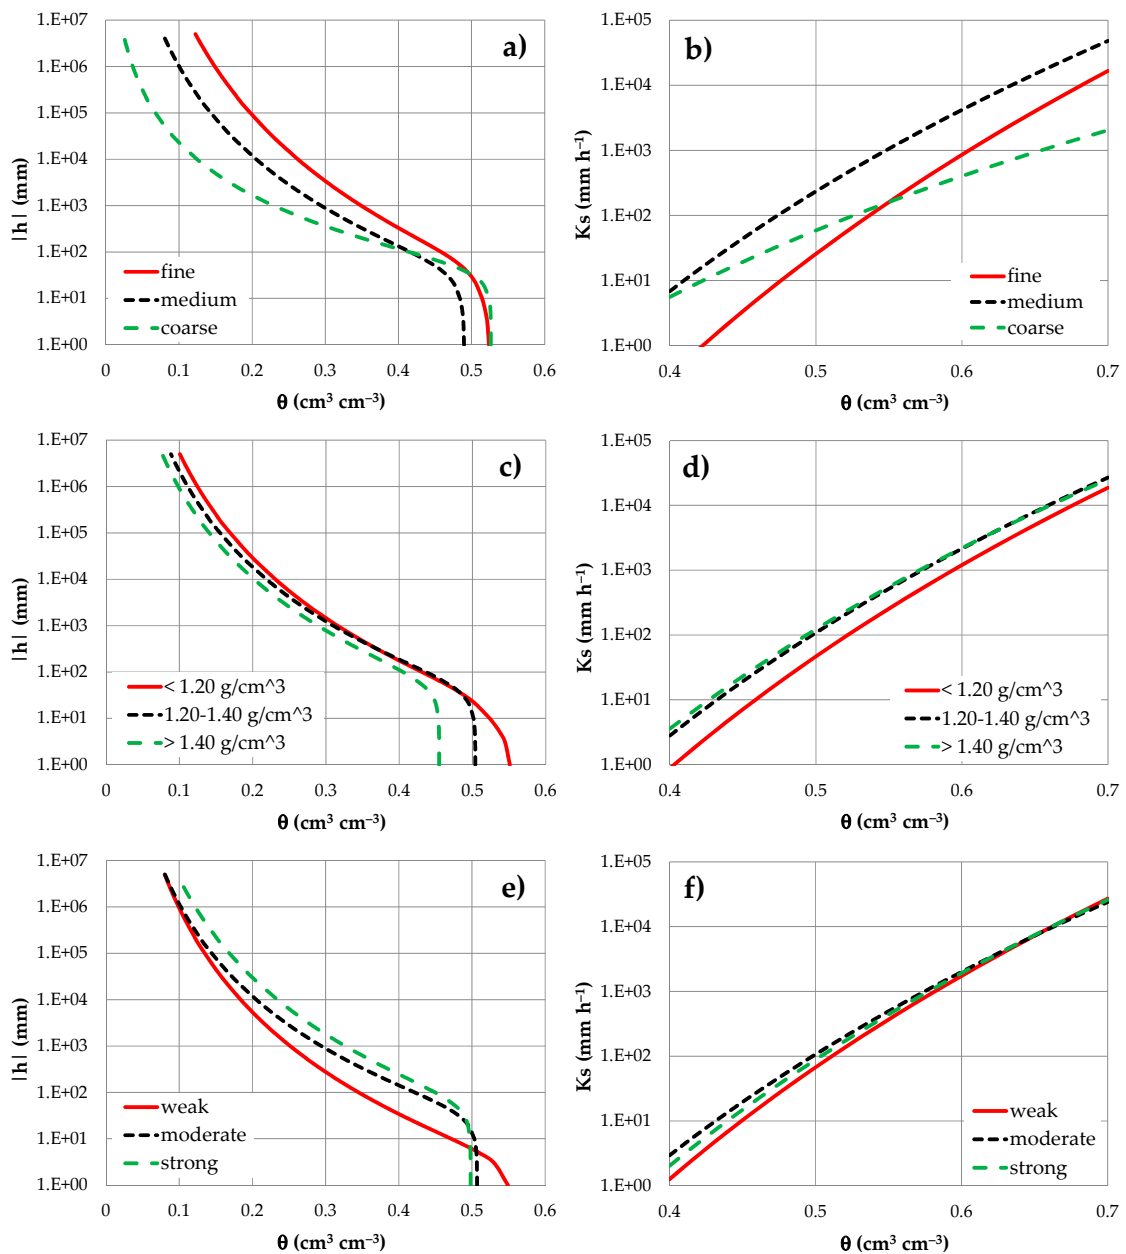 a)
1.E+07
1.E+06
1.E+05
1.E+04
1.E+03
1.E+02
1.E+01
1.E+00
|h| (mm)
fine
medium
coarse
0 0.1 0.2 0.3 0.4 0.5 0.6
θ (cm³ cm⁻³)
b)
1.E+05
1.E+04
1.E+03
1.E+02
1.E+01
1.E+00
Ks (mm h⁻¹)
fine
medium
coarse
0.4 0.5 0.6 0.7
θ (cm³ cm⁻³)
c)
1.E+07
1.E+06
1.E+05
1.E+04
1.E+03
1.E+02
1.E+01
1.E+00
|h| (mm)
< 1.20 g/cm^3
1.20-1.40 g/cm^3
> 1.40 g/cm^3
0 0.1 0.2 0.3 0.4 0.5 0.6
θ (cm³ cm⁻³)
d)
1.E+05
1.E+04
1.E+03
1.E+02
1.E+01
1.E+00
Ks (mm h⁻¹)
< 1.20 g/cm^3
1.20-1.40 g/cm^3
> 1.40 g/cm^3
0.4 0.5 0.6 0.7
θ (cm³ cm⁻³)
e)
1.E+07
1.E+06
1.E+05
1.E+04
1.E+03
1.E+02
1.E+01
1.E+00
|h| (mm)
weak
moderate
strong
0 0.1 0.2 0.3 0.4 0.5 0.6
θ (cm³ cm⁻³)
f)
1.E+05
1.E+04
1.E+03
1.E+02
1.E+01
1.E+00
Ks (mm h⁻¹)
weak
moderate
strong
0.4 0.5 0.6 0.7
θ (cm³ cm⁻³)